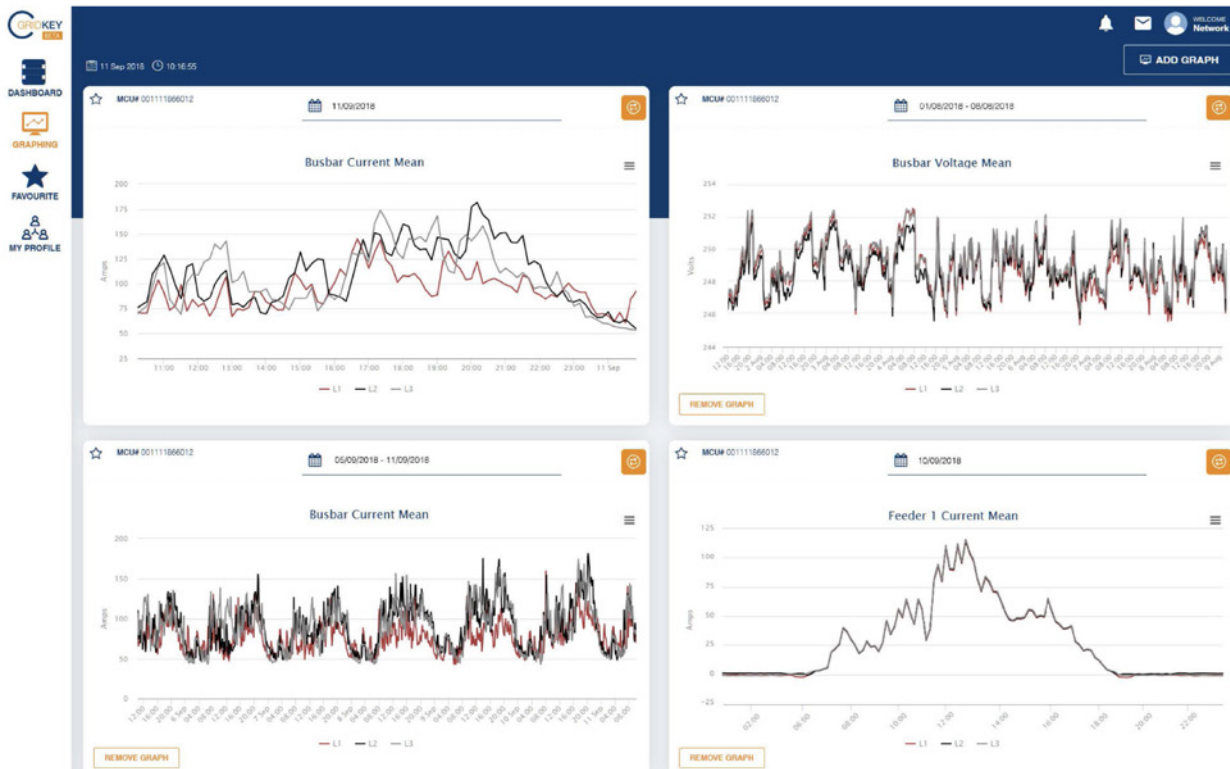 GRIDKEY
BETA
DASHBOARD
GRAPHING
FAVOURITE
MY PROFILE
11 Sep 2018 10:16:55
WELCOME
Network
ADD GRAPH
MCU# 001111866012
11/09/2018
Busbar Current Mean
200
175
150
125
100
75
50
25
Amps
11:00 12:00 13:00 14:00 15:00 16:00 17:00 18:00 19:00 20:00 21:00 22:00 23:00 11 Sep
L1 L2 L3
MCU# 001111866012
01/08/2018 - 08/08/2018
Busbar Voltage Mean
254
252
250
248
246
244
Volts
L1 L2 L3
REMOVE GRAPH
MCU# 001111866012
05/09/2018 - 11/09/2018
Busbar Current Mean
200
150
100
50
0
Amps
L1 L2 L3
REMOVE GRAPH
MCU# 001111866012
10/09/2018
Feeder 1 Current Mean
125
100
75
50
25
0
-25
Amps
02:00 06:00 08:00 10:00 12:00 14:00 16:00 18:00 20:00 22:00
L1 L2 L3
REMOVE GRAPH